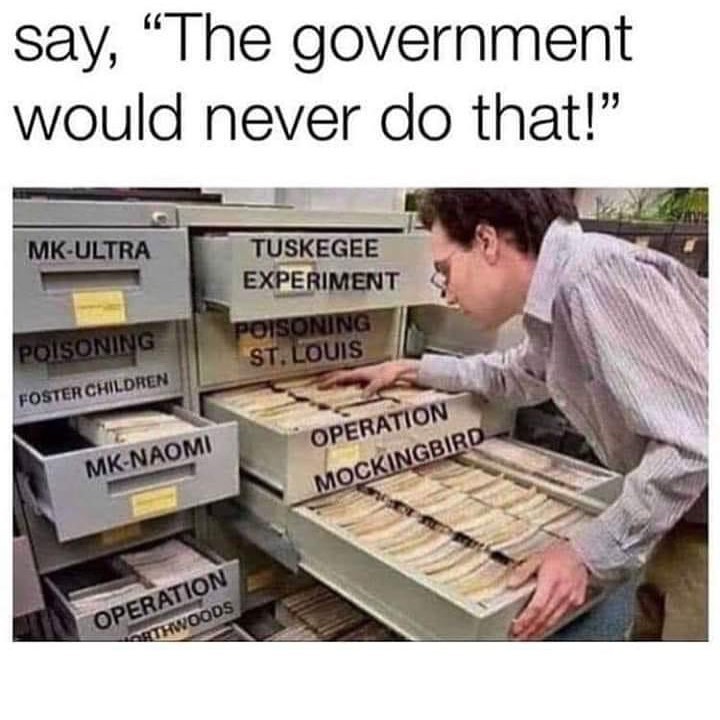 say, “The government
would never do that!”
MK-ULTRA
TUSKEGEE
EXPERIMENT
POISONING
FOSTER CHILDREN
POISONING
ST. LOUIS
MK-NAOMI
OPERATION
MOCKINGBIRD
OPERATION
NORTHWOODS